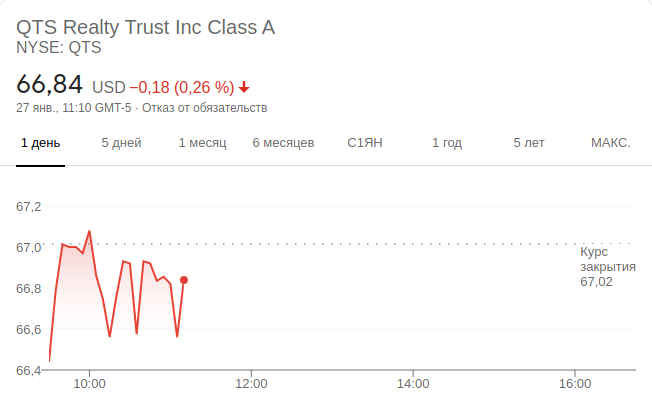 QTS Realty Trust Inc Class A
NYSE: QTS
66,84 USD −0,18 (0,26 %)
27 янв., 11:10 GMT-5 · Отказ от обязательств
1 день 5 дней 1 месяц 6 месяцев С1ЯН 1 год 5 лет МАКС.
67,2
67,0
Курс
закрытия
67,02
66,8
66,6
66,4
10:00 12:00 14:00 16:00